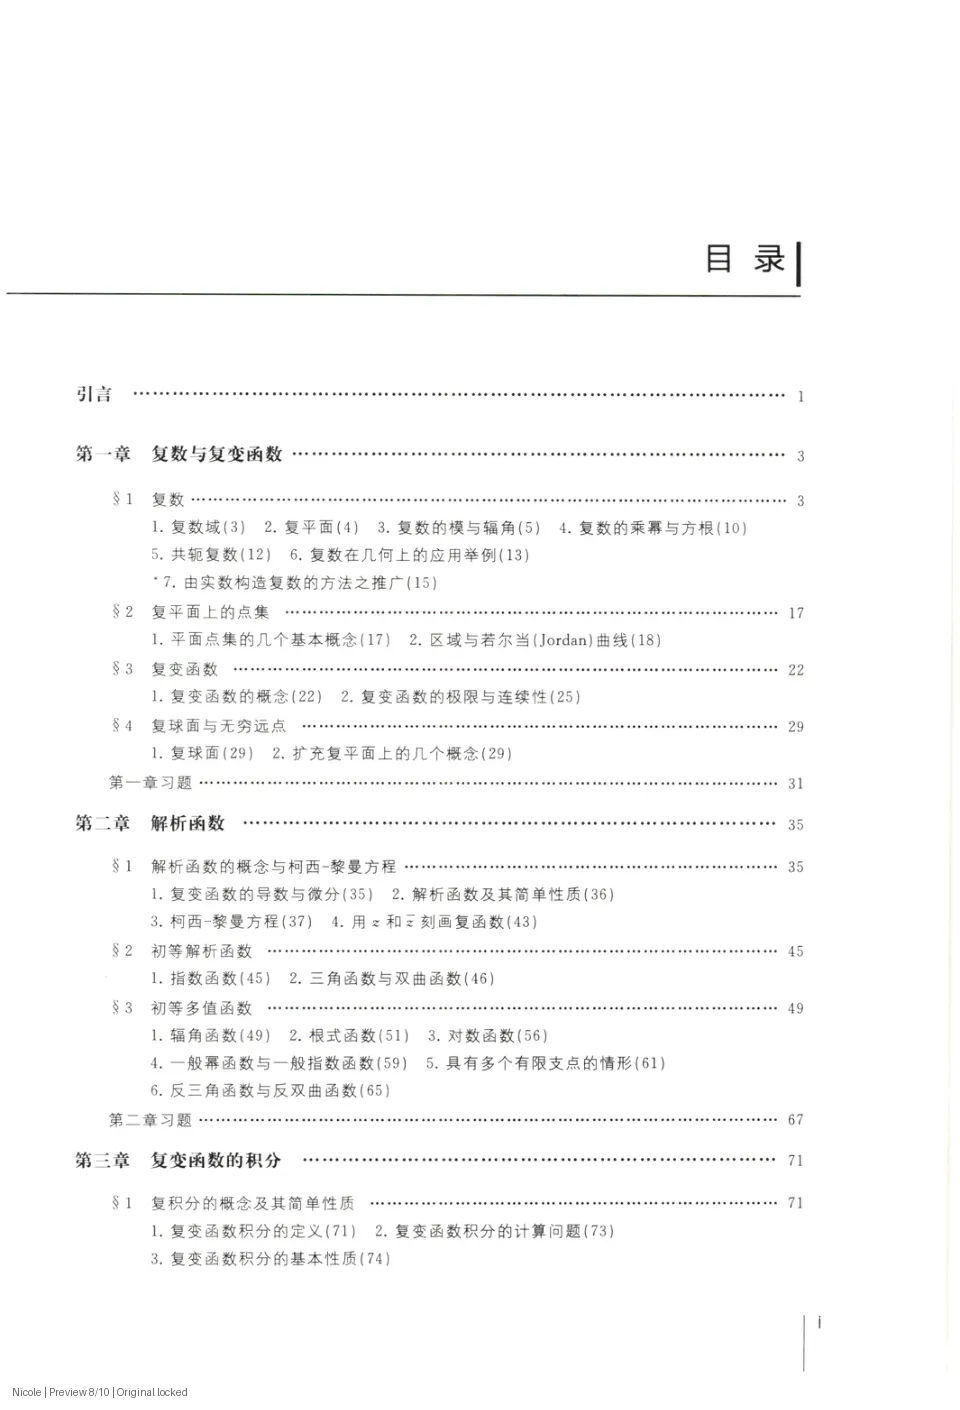 目 录
引言 …………………………………………………………………………………… 1
第一章 复数与复变函数 ……………………………………………………………… 3
§1 复数 ……………………………………………………………………………… 3
1. 复数域(3) 2. 复平面(4) 3. 复数的模与辐角(5) 4. 复数的乘幂与方根(10)
5. 共轭复数(12) 6. 复数在几何上的应用举例(13)
*7. 由实数构造复数的方法之推广(15)
§2 复平面上的点集 ………………………………………………………………… 17
1. 平面点集的几个基本概念(17) 2. 区域与若尔当(Jordan)曲线(18)
§3 复变函数 ………………………………………………………………………… 22
1. 复变函数的概念(22) 2. 复变函数的极限与连续性(25)
§4 复球面与无穷远点 ……………………………………………………………… 29
1. 复球面(29) 2. 扩充复平面上的几个概念(29)
第一章习题 …………………………………………………………………………… 31
第二章 解析函数 ……………………………………………………………………… 35
§1 解析函数的概念与柯西-黎曼方程 ……………………………………………… 35
1. 复变函数的导数与微分(35) 2. 解析函数及其简单性质(36)
3. 柯西-黎曼方程(37) 4. 用 z 和 z̄ 刻画复函数(43)
§2 初等解析函数 …………………………………………………………………… 45
1. 指数函数(45) 2. 三角函数与双曲函数(46)
§3 初等多值函数 …………………………………………………………………… 49
1. 辐角函数(49) 2. 根式函数(51) 3. 对数函数(56)
4. 一般幂函数与一般指数函数(59) 5. 具有多个有限支点的情形(61)
6. 反三角函数与反双曲函数(65)
第二章习题 …………………………………………………………………………… 67
第三章 复变函数的积分 ……………………………………………………………… 71
§1 复积分的概念及其简单性质 …………………………………………………… 71
1. 复变函数积分的定义(71) 2. 复变函数积分的计算问题(73)
3. 复变函数积分的基本性质(74)
i
Nicole | Preview 8/10 | Original locked